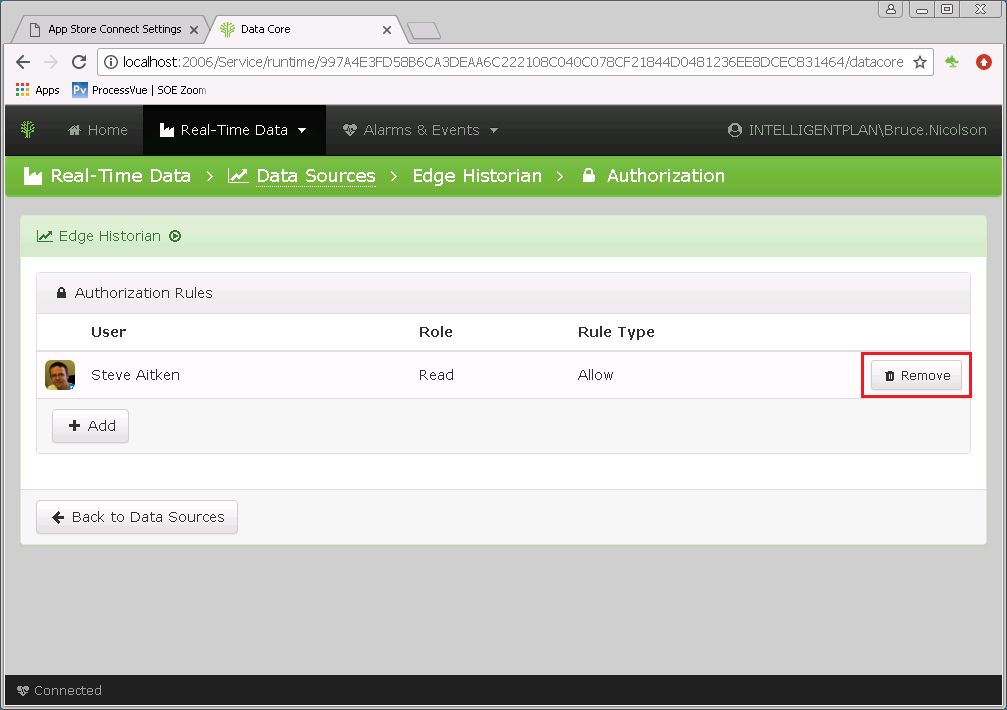 App Store Connect Settings
Data Core
localhost:2006/Service/runtime/997A4E3FD58B6CA3DEAA6C222108C040C078CF21844D0481236EE8DCEC831464/datacore
Apps
Pv ProcessVue | SOE Zoom
Home
Real-Time Data
Alarms & Events
INTELLIGENTPLAN\Bruce.Nicolson
Real-Time Data > Data Sources > Edge Historian > Authorization
Edge Historian
Authorization Rules
User Role Rule Type
Steve Aitken Read Allow Remove
+ Add
Back to Data Sources
Connected